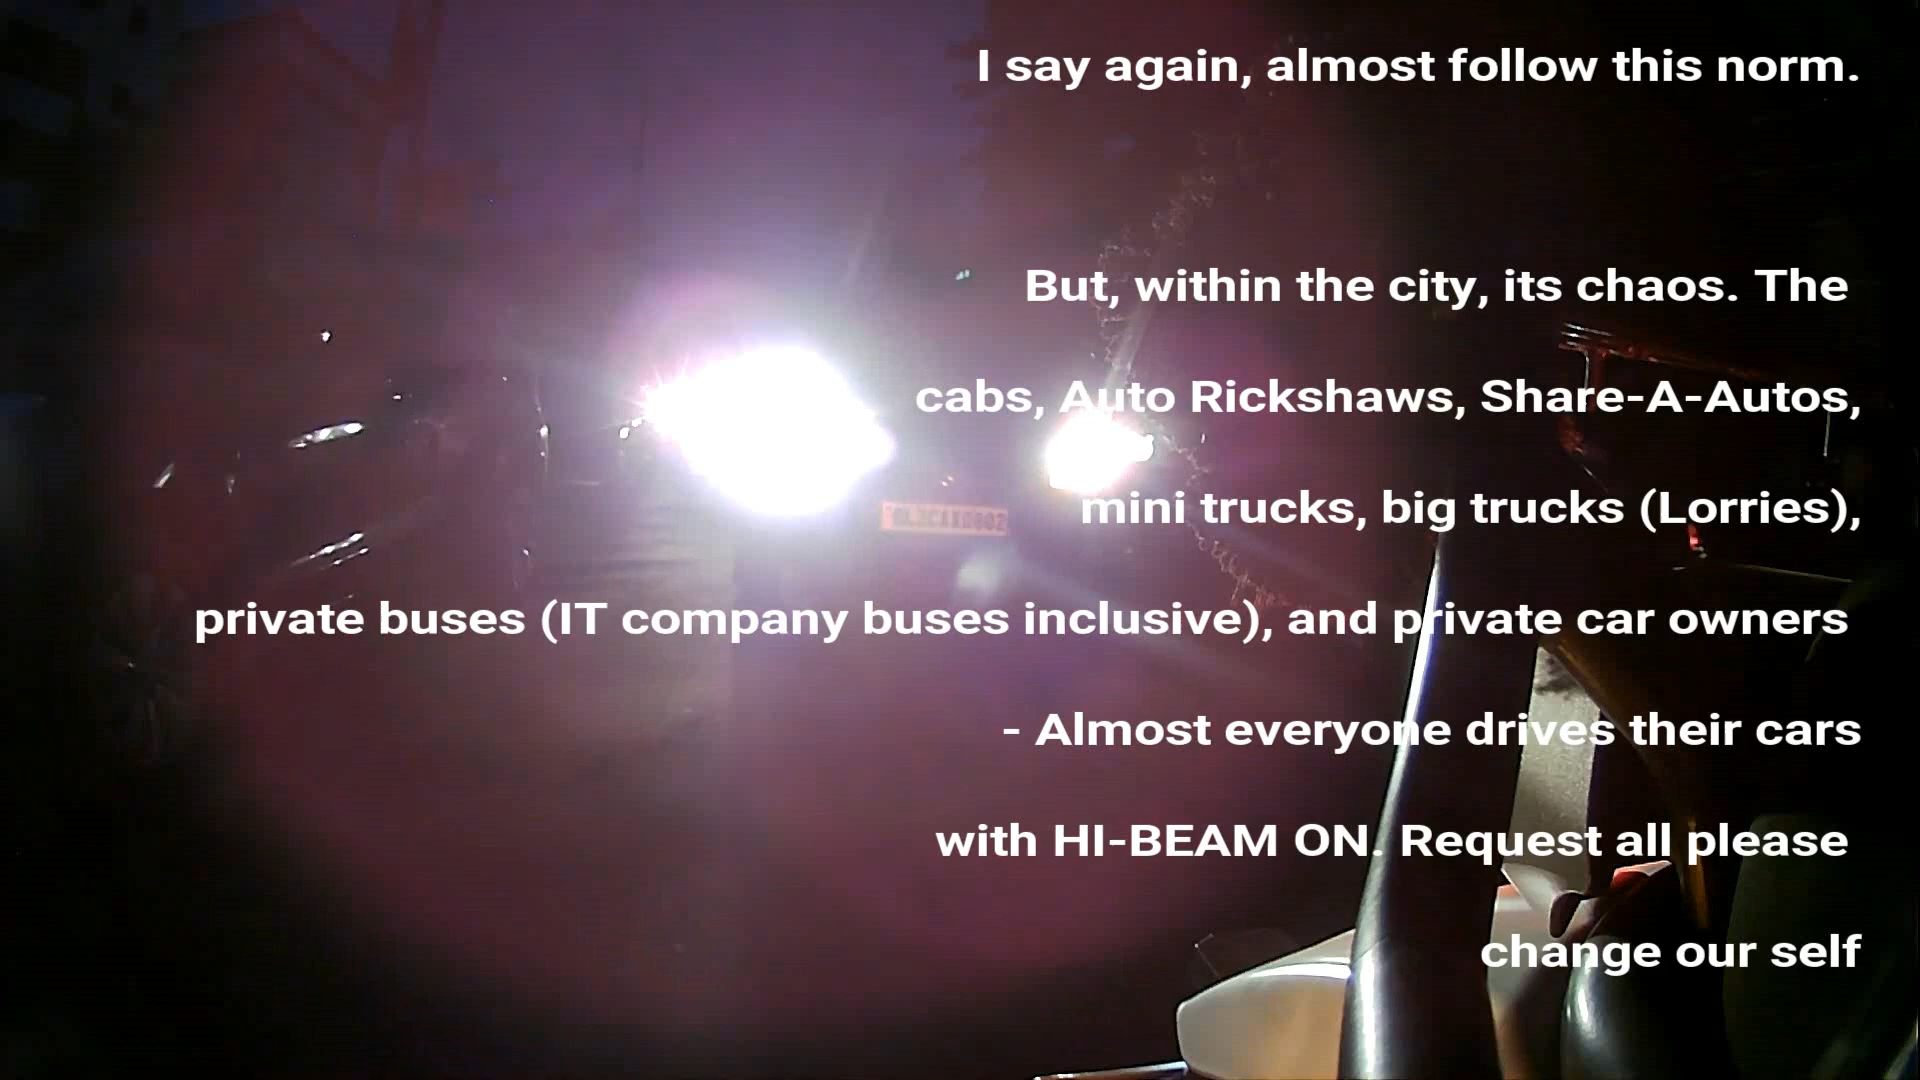 I say again, almost follow this norm.
But, within the city, its chaos. The
cabs, Auto Rickshaws, Share-A-Autos,
mini trucks, big trucks (Lorries),
private buses (IT company buses inclusive), and private car owners
- Almost everyone drives their cars
with HI-BEAM ON. Request all please
change our self